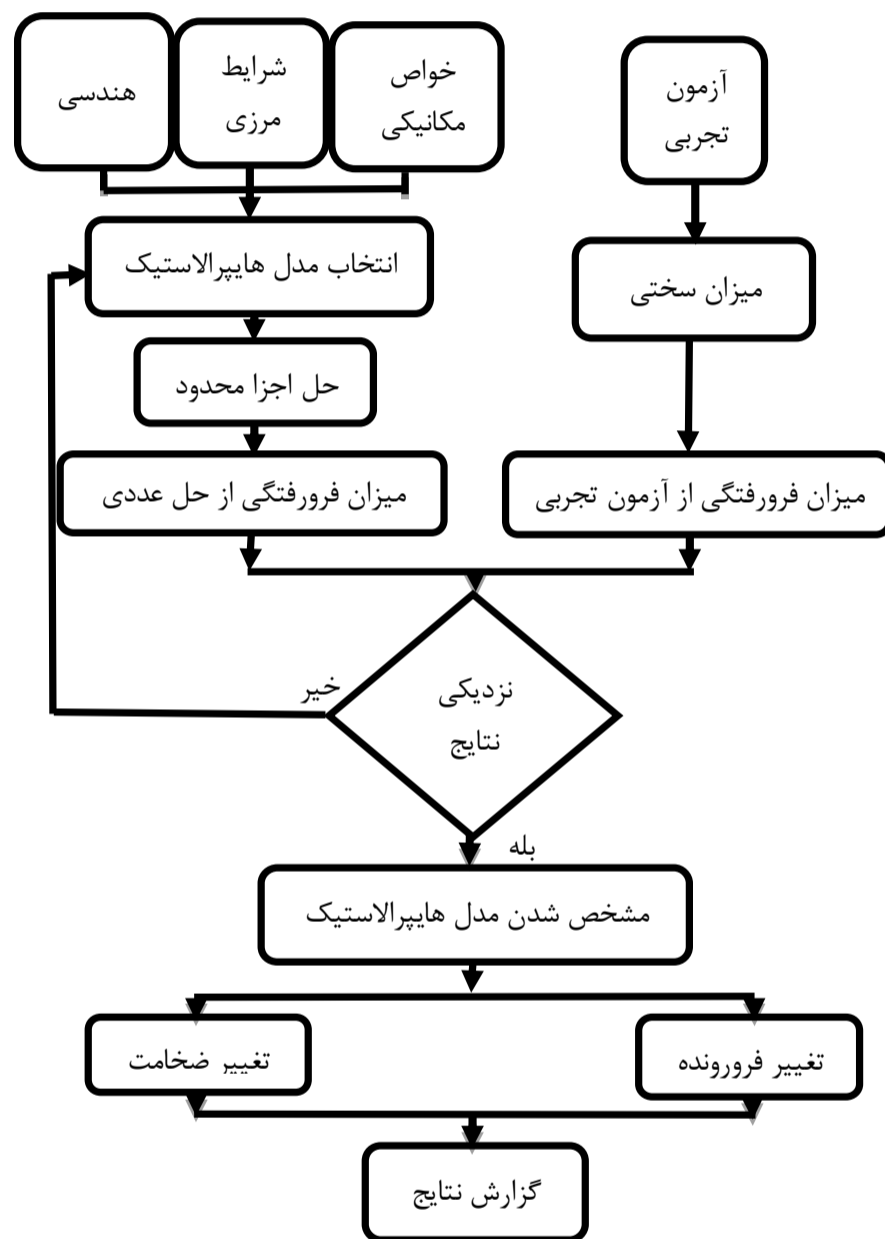 آزمون
تجربی
خواص
مکانیکی
شرایط
مرزی
هندسی
انتخاب مدل هایپرالاستیک
میزان سختی
حل اجزا محدود
میزان فرورفتگی از آزمون تجربی
میزان فرورفتگی از حل عددی
نزدیکی
نتایج
خیر
بله
مشخص شدن مدل هایپرالاستیک
تغییر فرورونده
تغییر ضخامت
گزارش نتایج